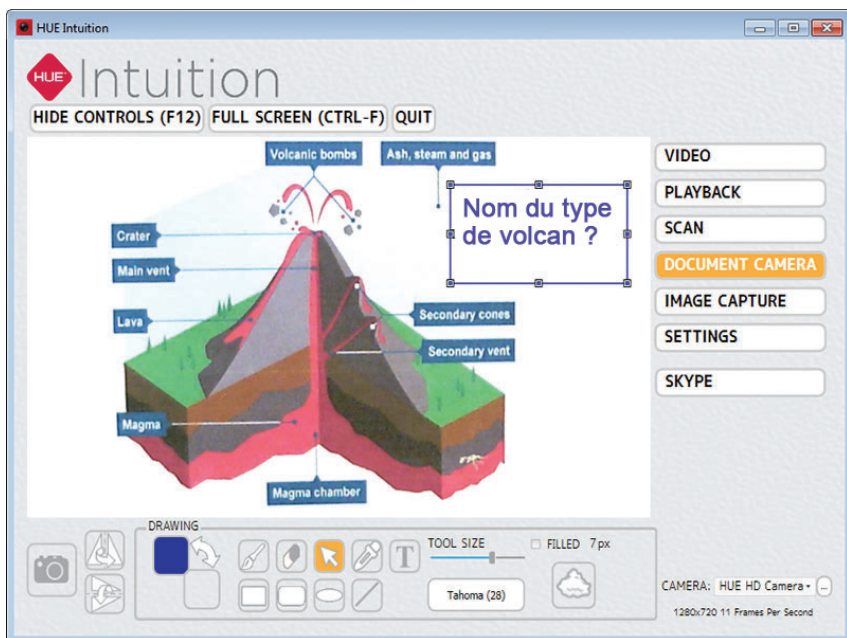 HUE Intuition
HUE Intuition
HIDE CONTROLS (F12) FULL SCREEN (CTRL-F) QUIT
Volcanic bombs Ash, steam and gas
Nom du type
de volcan ?
Crater
Main vent
Lava
Secondary cones
Secondary vent
Magma
Magma chamber
VIDEO
PLAYBACK
SCAN
DOCUMENT CAMERA
IMAGE CAPTURE
SETTINGS
SKYPE
DRAWING
T
TOOL SIZE
FILLED 7px
Tahoma (28)
CAMERA: HUE HD Camera ...
1280x720 11 Frames Per Second